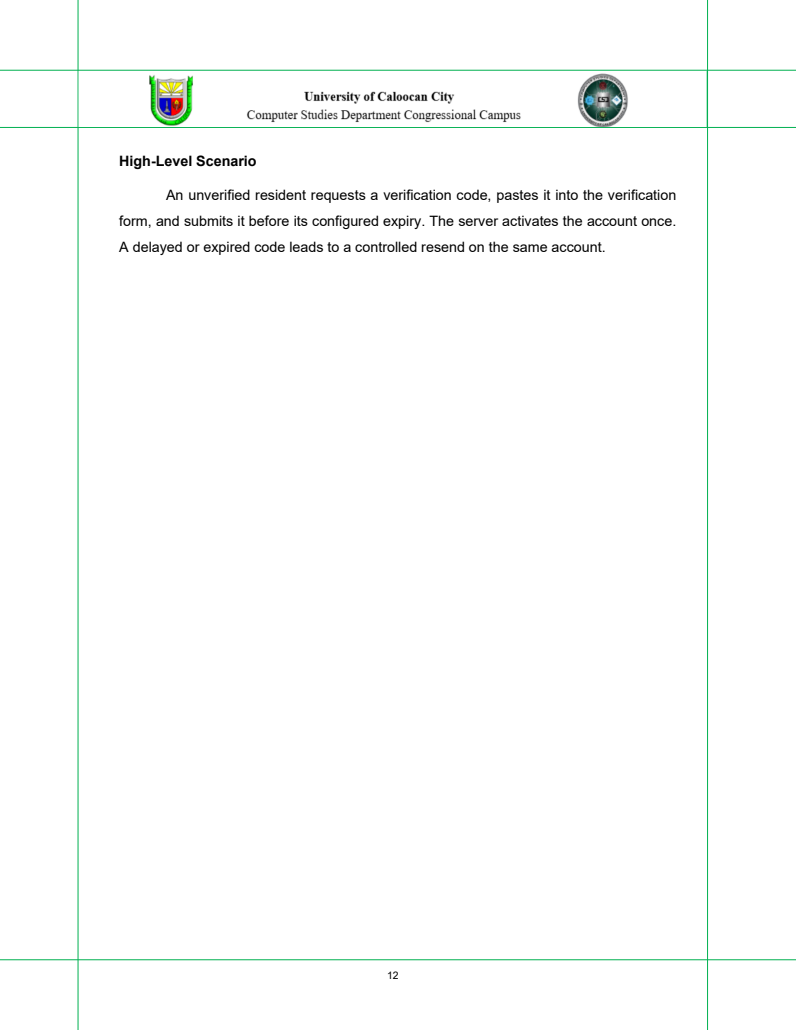 University of Caloocan City
Computer Studies Department Congressional Campus
High-Level Scenario
An unverified resident requests a verification code, pastes it into the verification
form, and submits it before its configured expiry. The server activates the account once.
A delayed or expired code leads to a controlled resend on the same account.
12